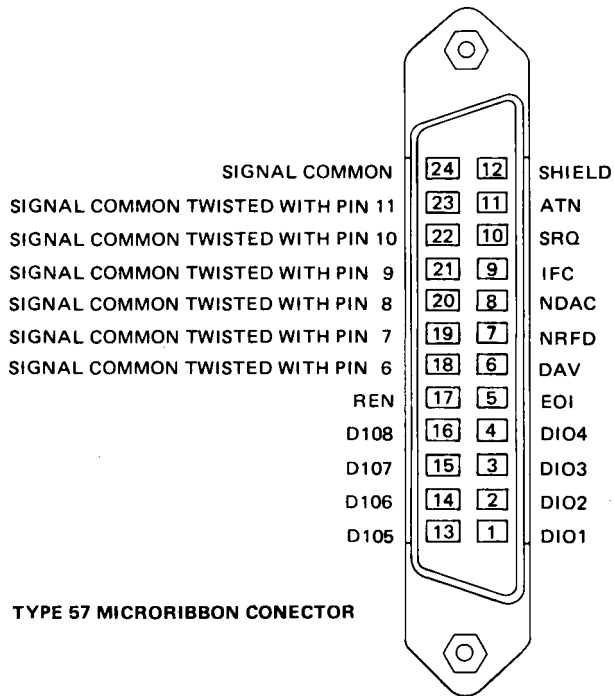 SIGNAL COMMON 24 12 SHIELD
SIGNAL COMMON TWISTED WITH PIN 11 23 11 ATN
SIGNAL COMMON TWISTED WITH PIN 10 22 10 SRQ
SIGNAL COMMON TWISTED WITH PIN 9 21 9 IFC
SIGNAL COMMON TWISTED WITH PIN 8 20 8 NDAC
SIGNAL COMMON TWISTED WITH PIN 7 19 7 NRFD
SIGNAL COMMON TWISTED WITH PIN 6 18 6 DAV
REN 17 5 EOI
D108 16 4 DIO4
D107 15 3 DIO3
D106 14 2 DIO2
D105 13 1 DIO1
TYPE 57 MICRORIBBON CONECTOR